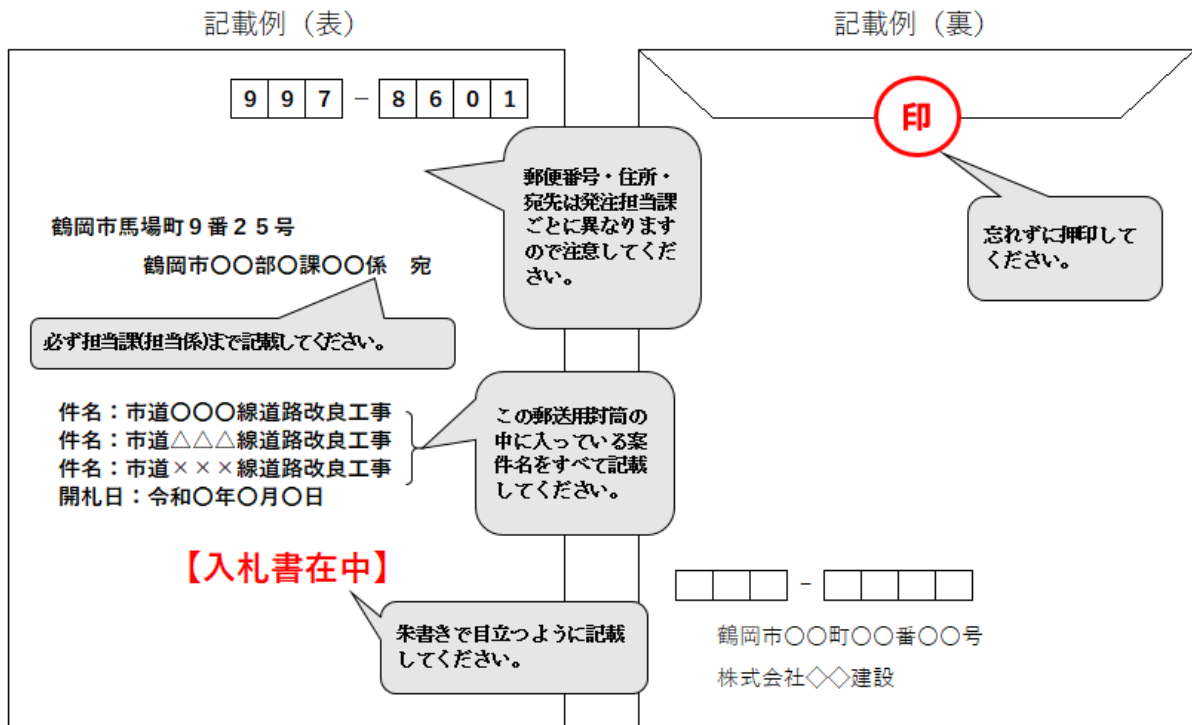 記載例（表）
997－8601
郵便番号・住所・
宛先は発注担当課
ごとに異なります
ので注意してくだ
さい。
鶴岡市馬場町９番２５号
鶴岡市〇〇部〇課〇〇係　宛
必ず担当課(担当係)まで記載してください。
件名：市道〇〇〇線道路改良工事
件名：市道△△△線道路改良工事
件名：市道×××線道路改良工事
開札日：令和〇年〇月〇日
この郵送用封筒の
中に入っている案
件名をすべて記載
してください。
【入札書在中】
朱書きで目立つように記載
してください。
記載例（裏）
印
忘れずに押印して
ください。
－
鶴岡市〇〇町〇〇番〇〇号
株式会社◇◇建設